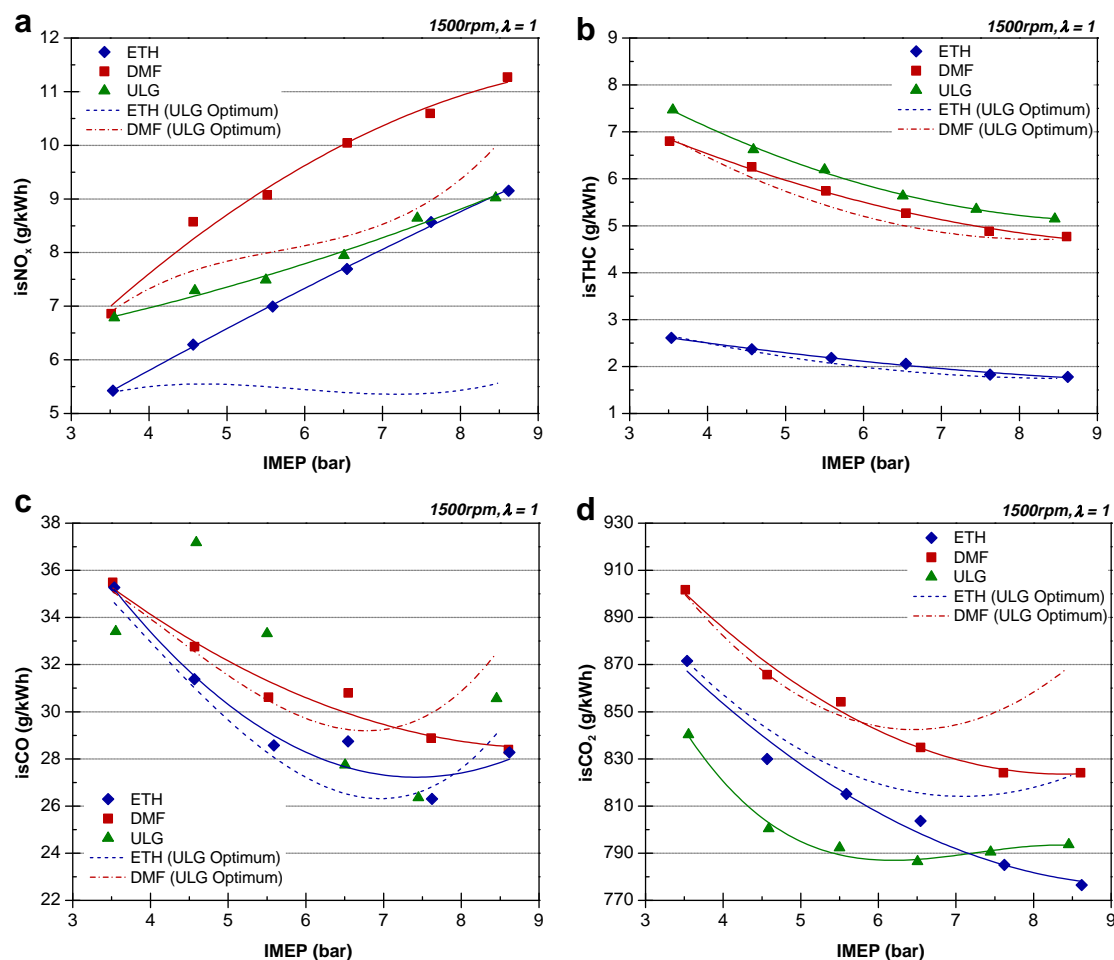 a
1500rpm, λ = 1
12
11
10
9
8
7
6
5
isNOx (g/kWh)
ETH
DMF
ULG
ETH (ULG Optimum)
DMF (ULG Optimum)
3 4 5 6 7 8 9
IMEP (bar)
b
1500rpm, λ = 1
9
8
7
6
5
4
3
2
1
isTHC (g/kWh)
ETH
DMF
ULG
ETH (ULG Optimum)
DMF (ULG Optimum)
3 4 5 6 7 8 9
IMEP (bar)
c
1500rpm, λ = 1
38
36
34
32
30
28
26
24
22
isCO (g/kWh)
ETH
DMF
ULG
ETH (ULG Optimum)
DMF (ULG Optimum)
3 4 5 6 7 8 9
IMEP (bar)
d
1500rpm, λ = 1
930
910
890
870
850
830
810
790
770
isCO2 (g/kWh)
ETH
DMF
ULG
ETH (ULG Optimum)
DMF (ULG Optimum)
3 4 5 6 7 8 9
IMEP (bar)